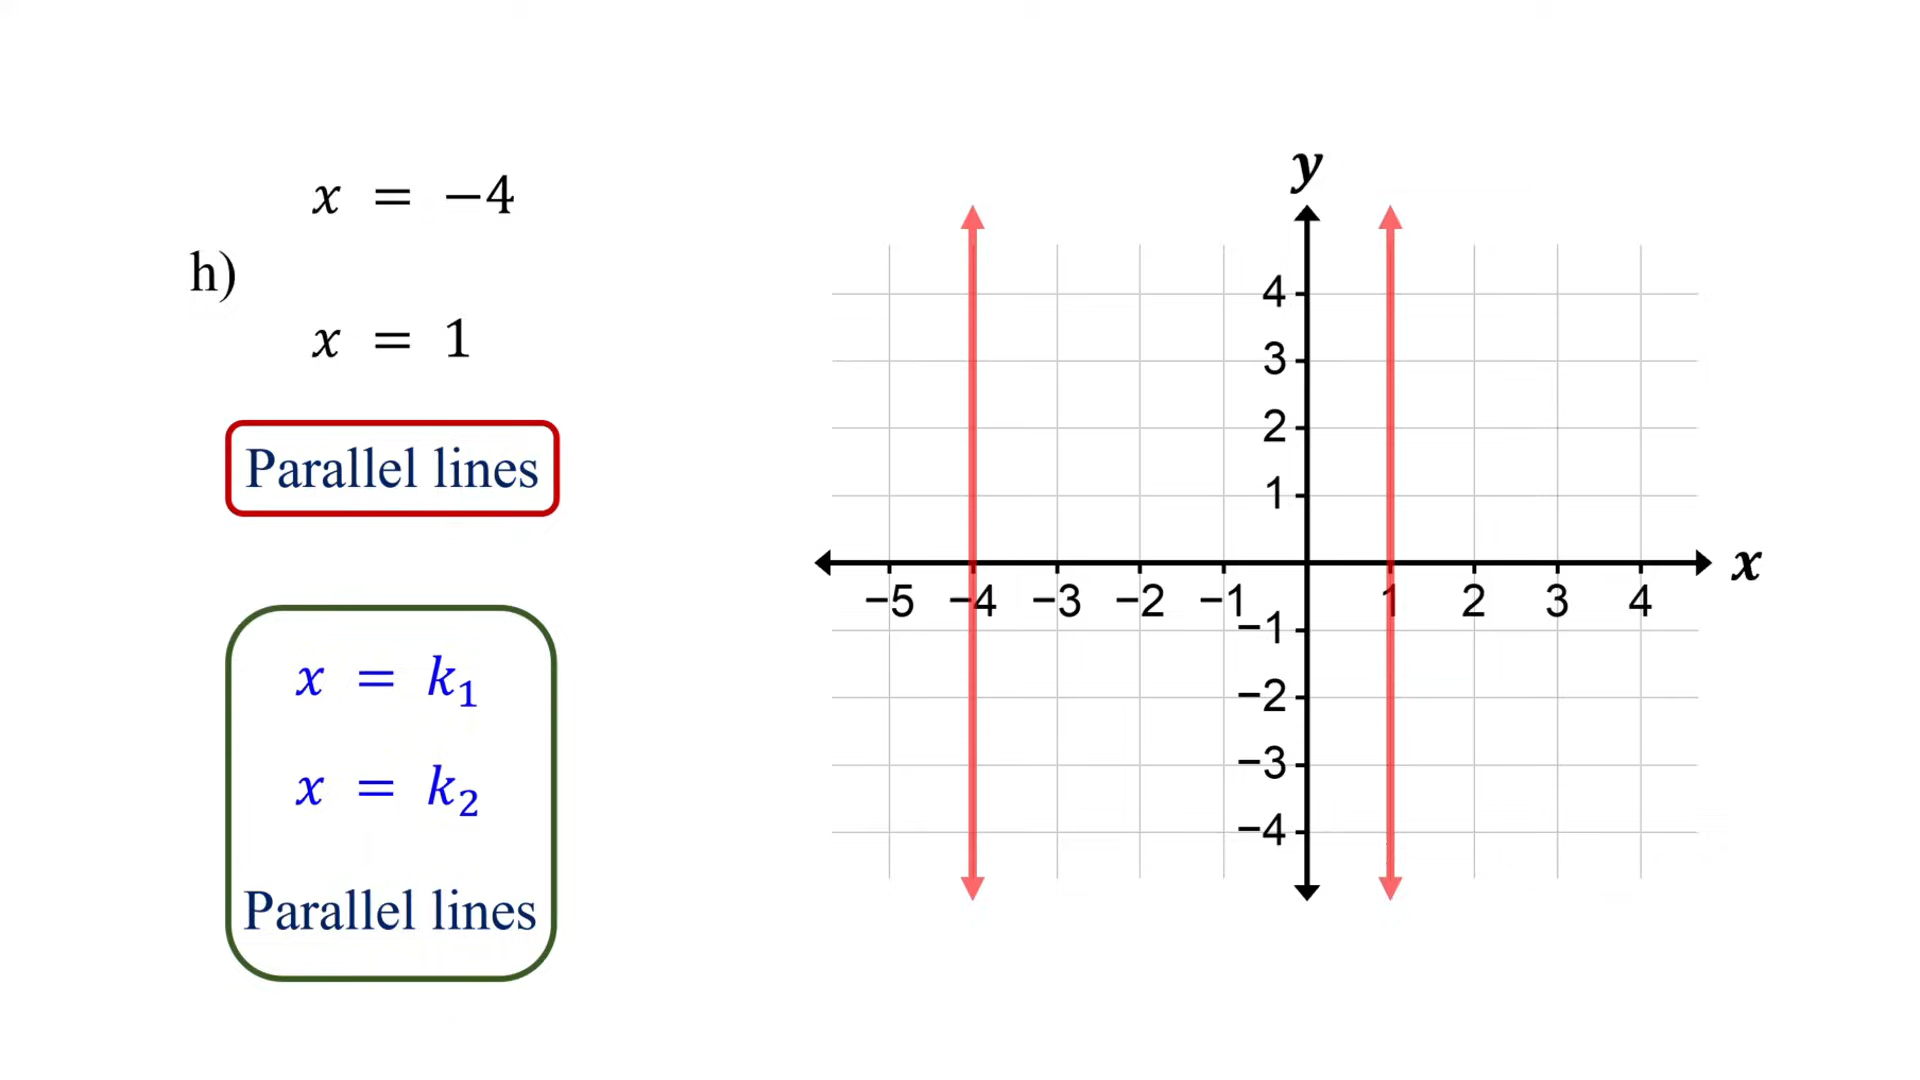 x = −4
h)
x = 1
Parallel lines
x = k₁
x = k₂
Parallel lines
y
4
3
2
1
x
−5 −4 −3 −2 −1 1 2 3 4
−1
−2
−3
−4